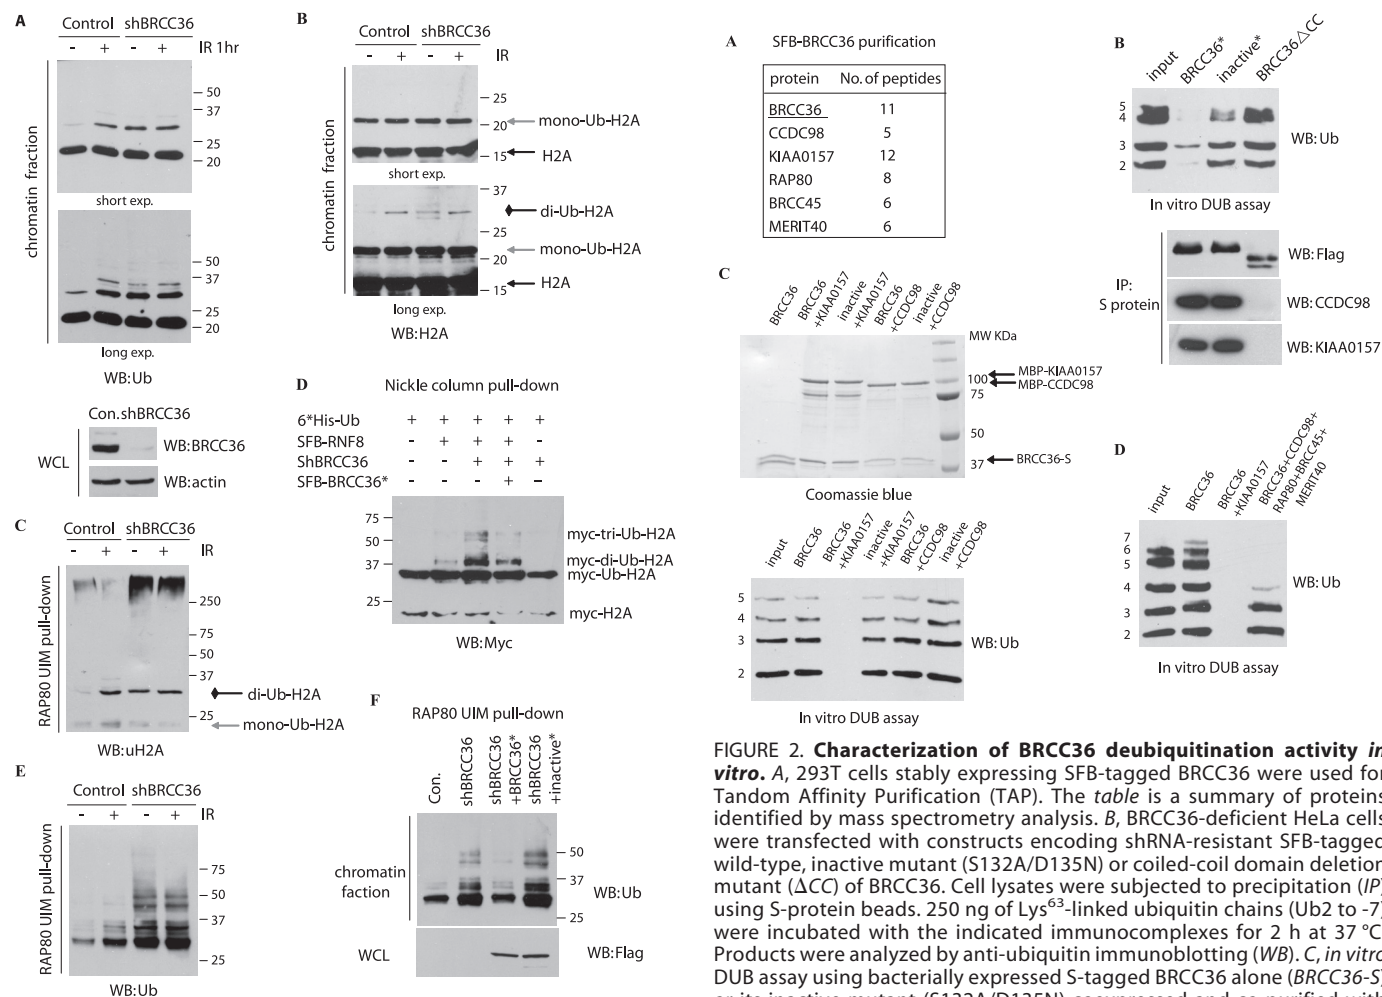 A
Control shBRCC36
- + - + IR 1hr
chromatin fraction
50
37
25
20
short exp.
50
37
25
20
long exp.
WB:Ub
Con.shBRCC36
WCL
WB:BRCC36
WB:actin
B
Control shBRCC36
- + - + IR
chromatin fraction
25
20
15
mono-Ub-H2A
H2A
short exp.
37
25
20
15
di-Ub-H2A
mono-Ub-H2A
H2A
long exp.
WB:H2A
C
Control shBRCC36
- + - + IR
RAP80 UIM pull-down
250
75
50
37
25
di-Ub-H2A
mono-Ub-H2A
WB:uH2A
D
Nickle column pull-down
6*His-Ub + + + + +
SFB-RNF8 - + + + -
ShBRCC36 - - + + +
SFB-BRCC36* - - - + -
75
50
37
25
myc-tri-Ub-H2A
myc-di-Ub-H2A
myc-Ub-H2A
myc-H2A
WB:Myc
E
Control shBRCC36
- + - + IR
RAP80 UIM pull-down
75
50
37
25
WB:Ub
F
RAP80 UIM pull-down
Con.
shBRCC36
shBRCC36
+BRCC36*
shBRCC36
+inactive*
chromatin
faction
50
37
25
WB:Ub
WCL
WB:Flag
A
SFB-BRCC36 purification
protein No. of peptides
BRCC36 11
CCDC98 5
KIAA0157 12
RAP80 8
BRCC45 6
MERIT40 6
B
input
BRCC36*
inactive*
BRCC36△CC
5
4
3
2
WB:Ub
In vitro DUB assay
IP:
S protein
WB:Flag
WB:CCDC98
WB:KIAA0157
C
BRCC36
BRCC36
+KIAA0157
inactive
+KIAA0157
BRCC36
+CCDC98
inactive
+CCDC98
MW KDa
100
75
50
37
MBP-KIAA0157
MBP-CCDC98
BRCC36-S
Coomassie blue
input
BRCC36
BRCC36
+KIAA0157
inactive
+KIAA0157
BRCC36
+CCDC98
inactive
+CCDC98
5
4
3
2
WB:Ub
In vitro DUB assay
D
input
BRCC36
BRCC36
+KIAA0157
BRCC36+CCDC98+
RAP80+BRCC45+
MERIT40
7
6
5
4
3
2
WB:Ub
In vitro DUB assay
FIGURE 2. Characterization of BRCC36 deubiquitination activity in
vitro. A, 293T cells stably expressing SFB-tagged BRCC36 were used for
Tandom Affinity Purification (TAP). The table is a summary of proteins
identified by mass spectrometry analysis. B, BRCC36-deficient HeLa cells
were transfected with constructs encoding shRNA-resistant SFB-tagged
wild-type, inactive mutant (S132A/D135N) or coiled-coil domain deletion
mutant (ΔCC) of BRCC36. Cell lysates were subjected to precipitation (IP)
using S-protein beads. 250 ng of Lys63-linked ubiquitin chains (Ub2 to -7)
were incubated with the indicated immunocomplexes for 2 h at 37 °C
Products were analyzed by anti-ubiquitin immunoblotting (WB). C, in vitro
DUB assay using bacterially expressed S-tagged BRCC36 alone (BRCC36-S)
or its inactive mutant (S132A/D135N) coexpressed and co-purified with